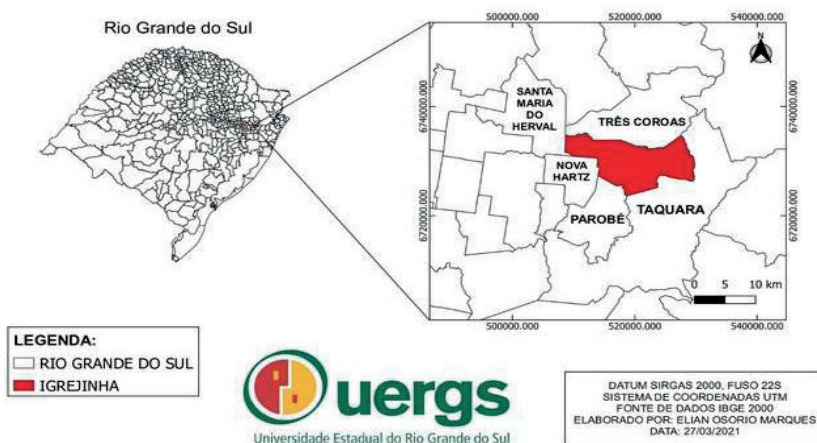 Rio Grande do Sul
500000.000 520000.000 540000.000
N
6740000.000 6740000.000
6720000.000 6720000.000
SANTA
MARIA
DO
HERVAL
TRÊS COROAS
NOVA
HARTZ
PAROBÉ
TAQUARA
0 5 10 km
500000.000 520000.000 540000.000
LEGENDA:
RIO GRANDE DO SUL
IGREJINHA
uergs
Universidade Estadual do Rio Grande do Sul
DATUM SIRGAS 2000, FUSO 22S
SISTEMA DE COORDENADAS UTM
FONTE DE DADOS IBGE 2000
ELABORADO POR: ELIAN OSORIO MARQUES
DATA: 27/03/2021